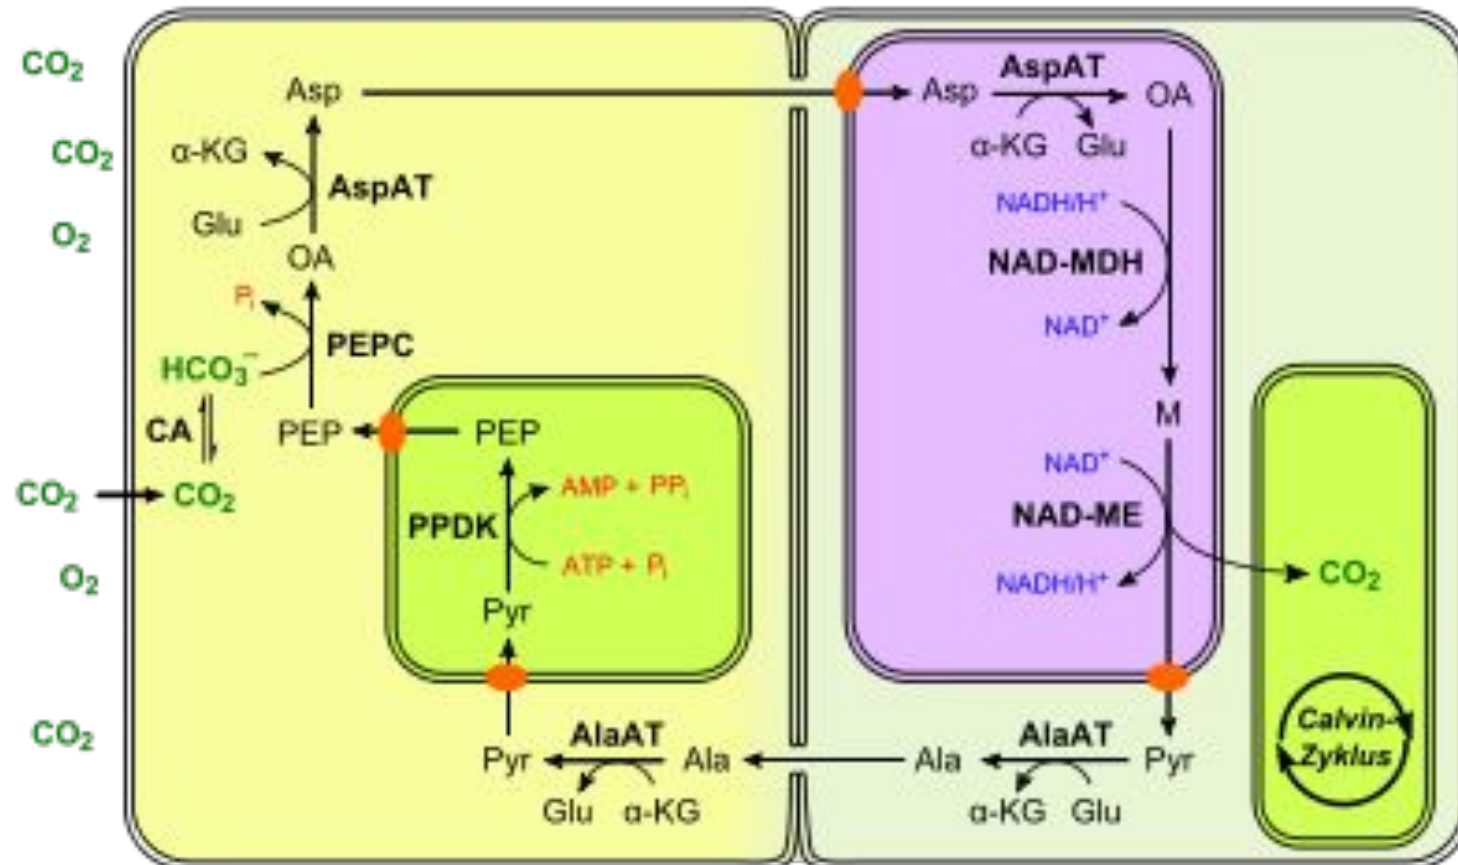 CO₂
CO₂
O₂
CO₂
O₂
CO₂
Asp
α-KG
AspAT
Glu
OA
Pᵢ
PEPC
HCO₃⁻
CA
PEP
CO₂
PEP
AMP + PPᵢ
PPDK
ATP + Pᵢ
Pyr
Pyr
AlaAT
Ala
Glu α-KG
Asp
AspAT
OA
α-KG Glu
NADH/H⁺
NAD-MDH
NAD⁺
M
NAD⁺
NAD-ME
NADH/H⁺
CO₂
Ala
AlaAT
Pyr
α-KG Glu
Calvin-
Zyklus